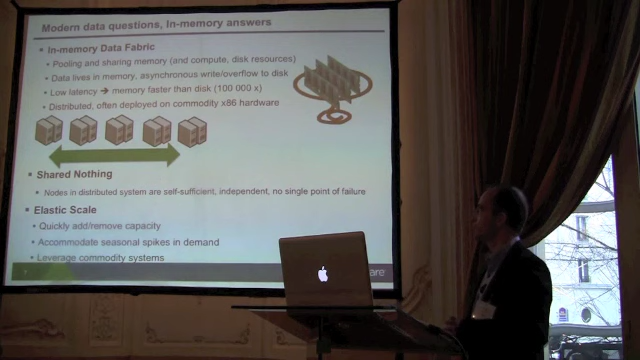 Modern data questions, In-memory answers
In-memory Data Fabric
Pooling and sharing memory (and compute, disk resources)
Data lives in memory, asynchronous write/overflow to disk
Low latency ➔ memory faster than disk (100 000 x)
Distributed, often deployed on commodity x86 hardware
Shared Nothing
Nodes in distributed system are self-sufficient, independent, no single point of failure
Elastic Scale
Quickly add/remove capacity
Accommodate seasonal spikes in demand
Leverage commodity systems